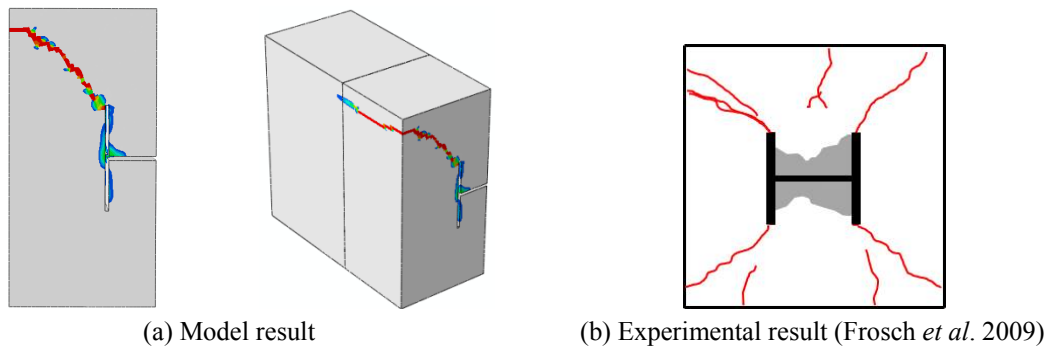 (a) Model result
(b) Experimental result (Frosch et al. 2009)